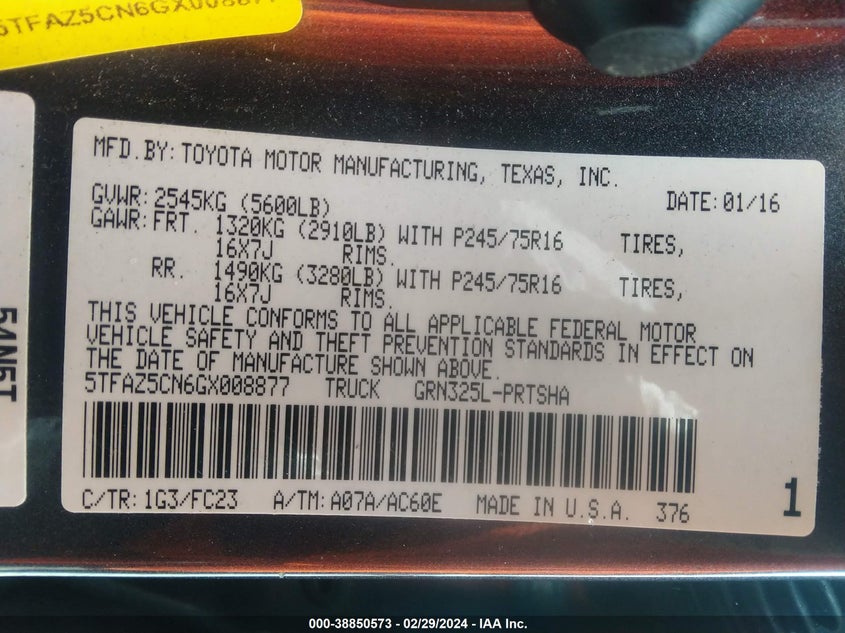 5TFAZ5CN6GX008877
MFD.BY:TOYOTA MOTOR MANUFACTURING, TEXAS, INC.
GVWR:2545KG (5600LB) DATE:01/16
GAWR:FRT. 1320KG (2910LB) WITH P245/75R16 TIRES,
16X7J RIMS.
RR. 1490KG (3280LB) WITH P245/75R16 TIRES,
16X7J RIMS.
THIS VEHICLE CONFORMS TO ALL APPLICABLE FEDERAL MOTOR
VEHICLE SAFETY AND THEFT PREVENTION STANDARDS IN EFFECT ON
THE DATE OF MANUFACTURE SHOWN ABOVE.
5TFAZ5CN6GX008877 TRUCK GRN325L-PRTSHA
C/TR:1G3/FC23 A/TM:A07A/AC60E MADE IN U.S.A. 376
1
54N5T
000-38850573 - 02/29/2024 - IAA Inc.